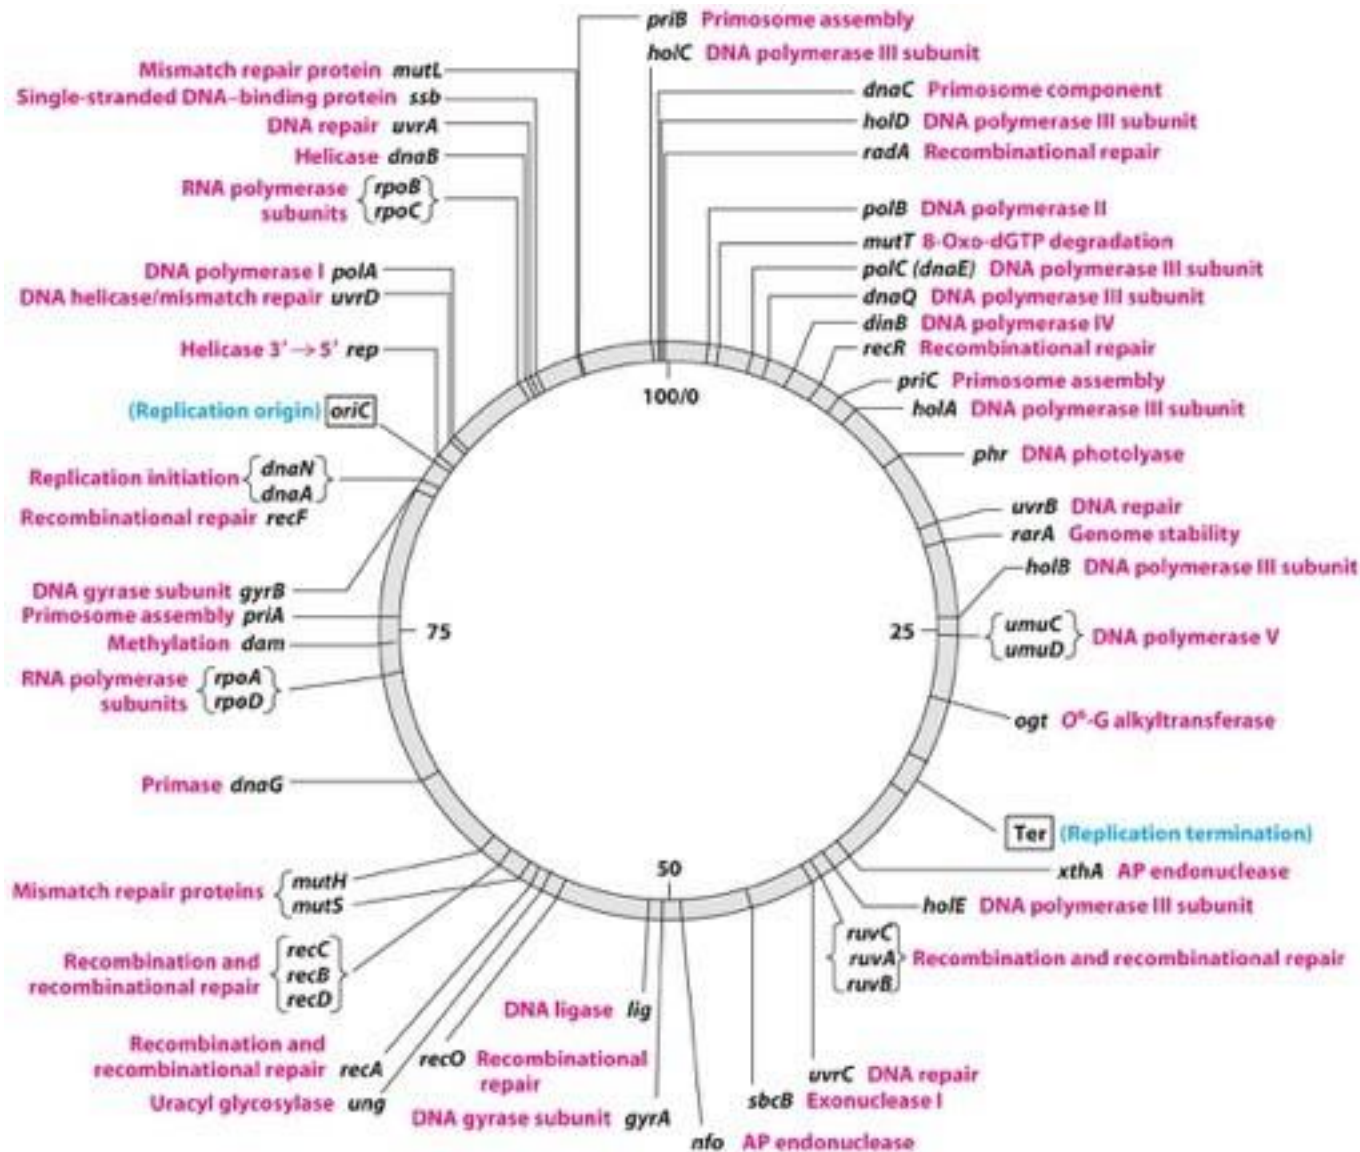 priB Primosome assembly
holC DNA polymerase III subunit
dnaC Primosome component
holD DNA polymerase III subunit
radA Recombinational repair
polB DNA polymerase II
mutT 8-Oxo-dGTP degradation
polC (dnaE) DNA polymerase III subunit
dnaQ DNA polymerase III subunit
dinB DNA polymerase IV
recR Recombinational repair
priC Primosome assembly
holA DNA polymerase III subunit
phr DNA photolyase
uvrB DNA repair
rarA Genome stability
holB DNA polymerase III subunit
umuC
umuD
DNA polymerase V
ogt O⁶-G alkyltransferase
Ter (Replication termination)
xthA AP endonuclease
holE DNA polymerase III subunit
ruvC
ruvA
ruvB
Recombination and recombinational repair
uvrC DNA repair
sbcB Exonuclease I
nfo AP endonuclease
DNA gyrase subunit gyrA
DNA ligase lig
recO Recombinational
repair
Uracyl glycosylase ung
Recombination and
recombinational repair recA
Recombination and
recombinational repair
recC
recB
recD
Mismatch repair proteins
mutH
mutS
Primase dnaG
RNA polymerase
subunits
rpoA
rpoD
Methylation dam
Primosome assembly priA
DNA gyrase subunit gyrB
Recombinational repair recF
Replication initiation
dnaN
dnaA
(Replication origin) oriC
Helicase 3′ → 5′ rep
DNA helicase/mismatch repair uvrD
DNA polymerase I polA
RNA polymerase
subunits
rpoB
rpoC
Helicase dnaB
DNA repair uvrA
Single-stranded DNA–binding protein ssb
Mismatch repair protein mutL
100/0
25
50
75